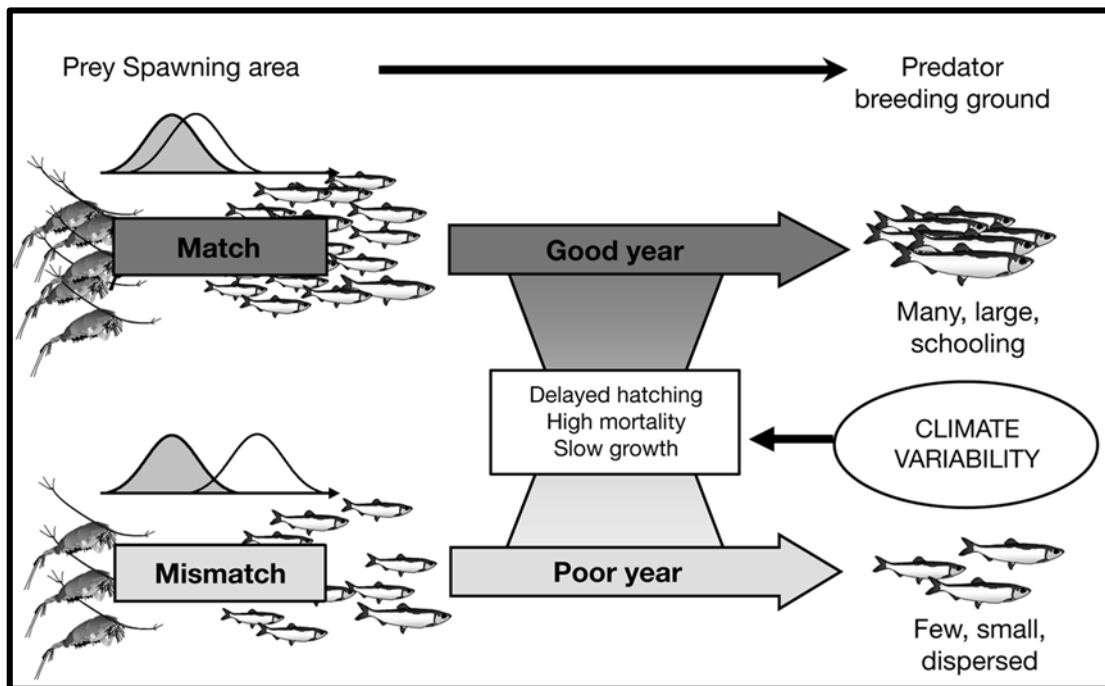 Prey Spawning area
Predator
breeding ground
Match
Good year
Many, large,
schooling
Delayed hatching
High mortality
Slow growth
CLIMATE
VARIABILITY
Mismatch
Poor year
Few, small,
dispersed